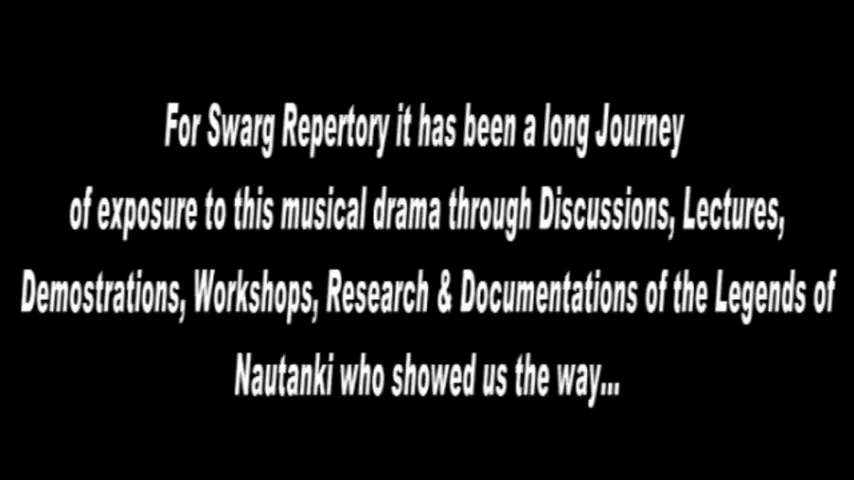 For Swarg Repertory it has been a long Journey
of exposure to this musical drama through Discussions, Lectures,
Demostrations, Workshops, Research & Documentations of the Legends of
Nautanki who showed us the way...